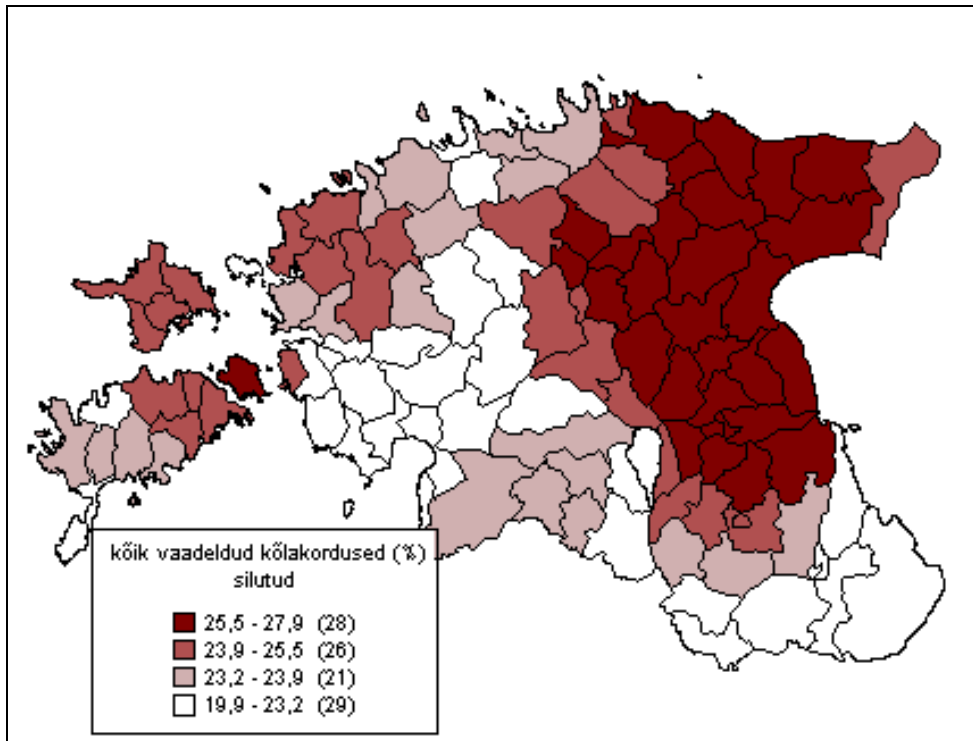 kõik vaadeldud kõlakordused (%)
silutud
25,5 - 27,9 (28)
23,9 - 25,5 (26)
23,2 - 23,9 (21)
19,9 - 23,2 (29)